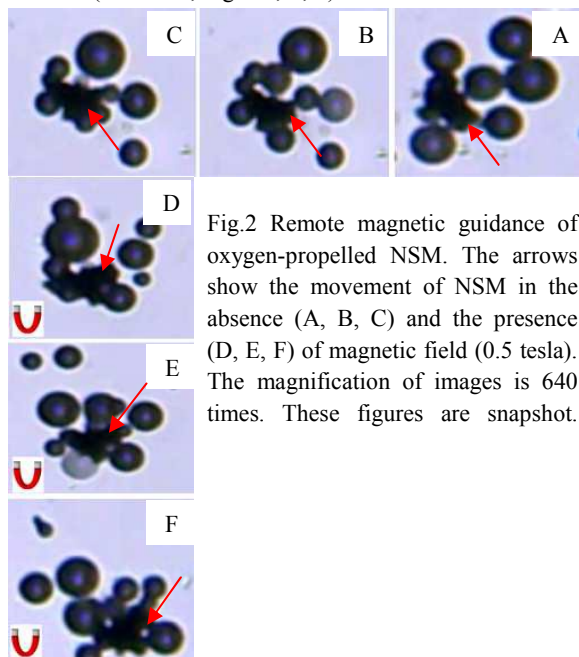 C
B
A
D
Fig.2 Remote magnetic guidance of
oxygen-propelled NSM. The arrows
show the movement of NSM in the
absence (A, B, C) and the presence
(D, E, F) of magnetic field (0.5 tesla).
The magnification of images is 640
times. These figures are snapshot.
E
F